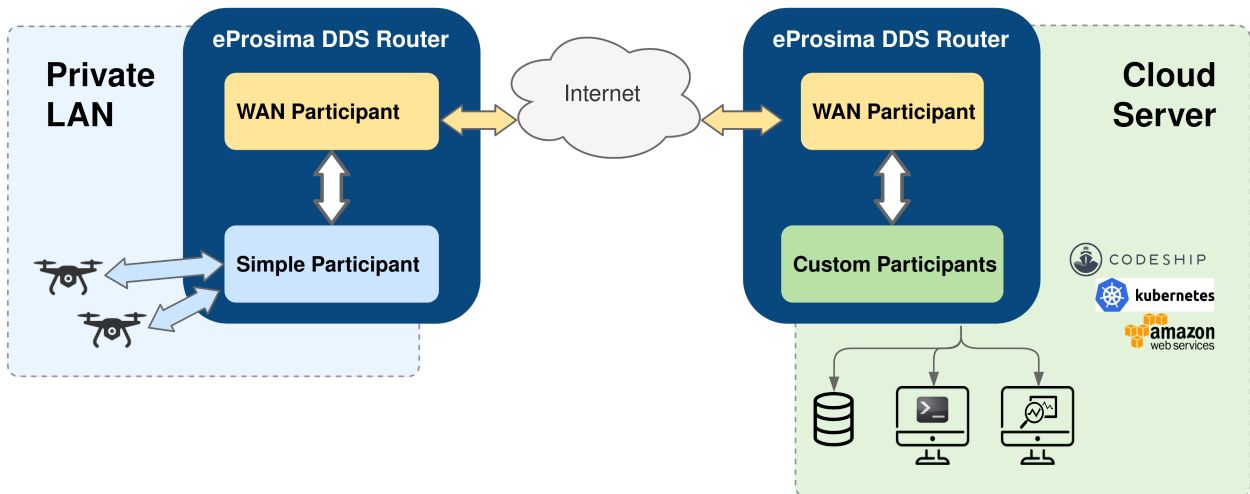 Private
LAN
eProsima DDS Router
WAN Participant
Simple Participant
Internet
eProsima DDS Router
WAN Participant
Custom Participants
Cloud
Server
CODESHIP
kubernetes
amazon
web services